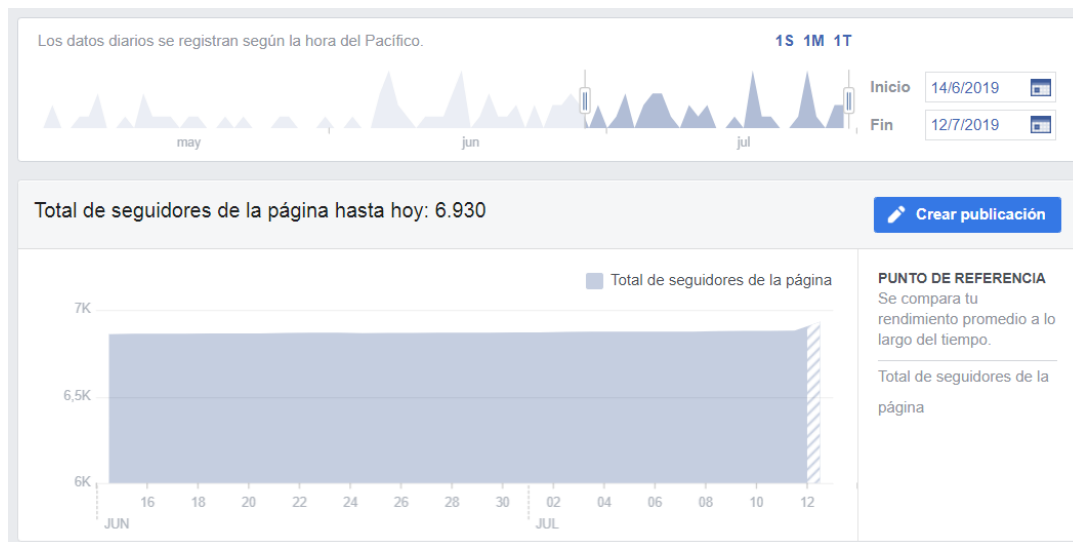 Los datos diarios se registran según la hora del Pacífico.
1S 1M 1T
Inicio 14/6/2019
Fin 12/7/2019
may jun jul
Total de seguidores de la página hasta hoy: 6.930
Crear publicación
Total de seguidores de la página
7K
6,5K
6K
16 18 20 22 24 26 28 30 02 04 06 08 10 12
JUN JUL
PUNTO DE REFERENCIA
Se compara tu
rendimiento promedio a lo
largo del tiempo.
Total de seguidores de la
página